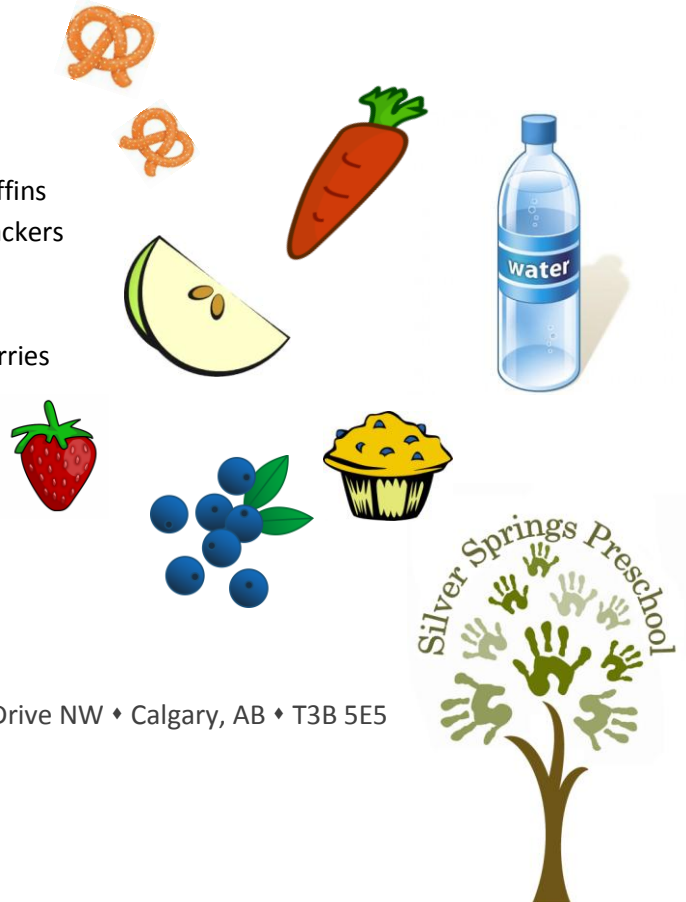 ffins
ckers
water
rries
Silver Springs Preschool
Drive NW ♦ Calgary, AB ♦ T3B 5E5